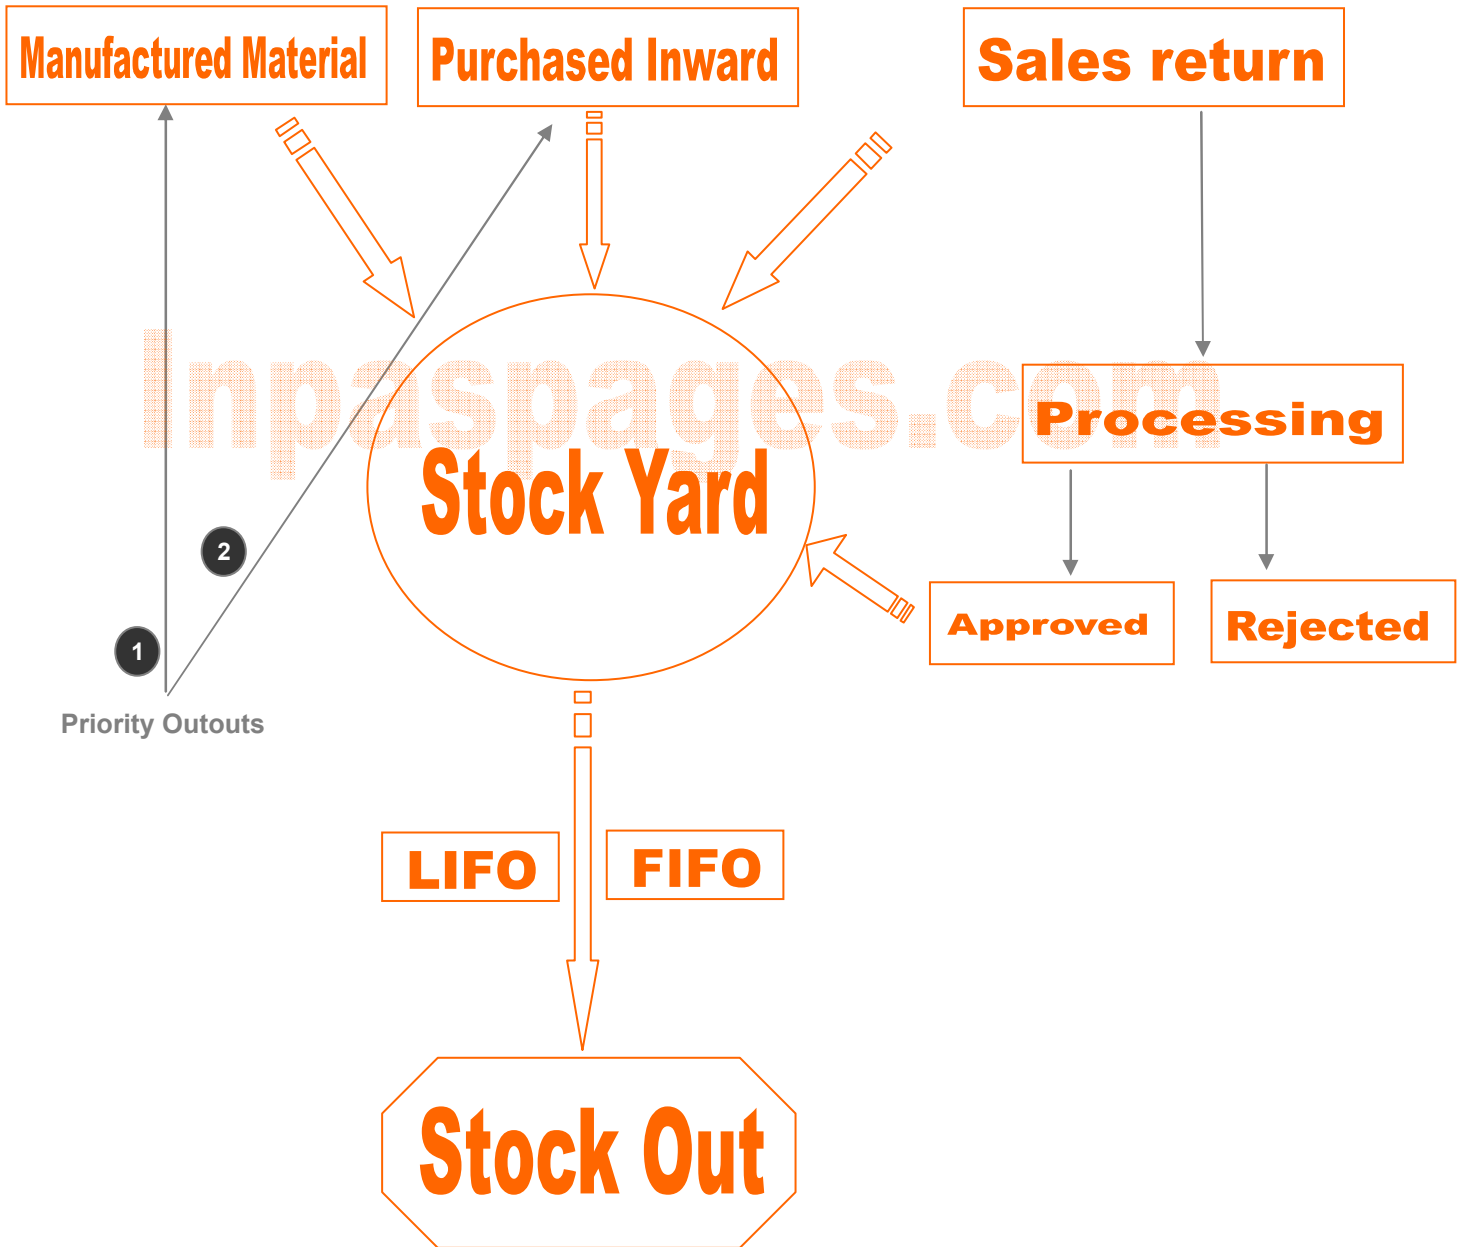 Manufactured Material
Purchased Inward
Sales return
Inpaspages.com
Processing
Stock Yard
2
Approved
Rejected
1
Priority Outouts
LIFO
FIFO
Stock Out